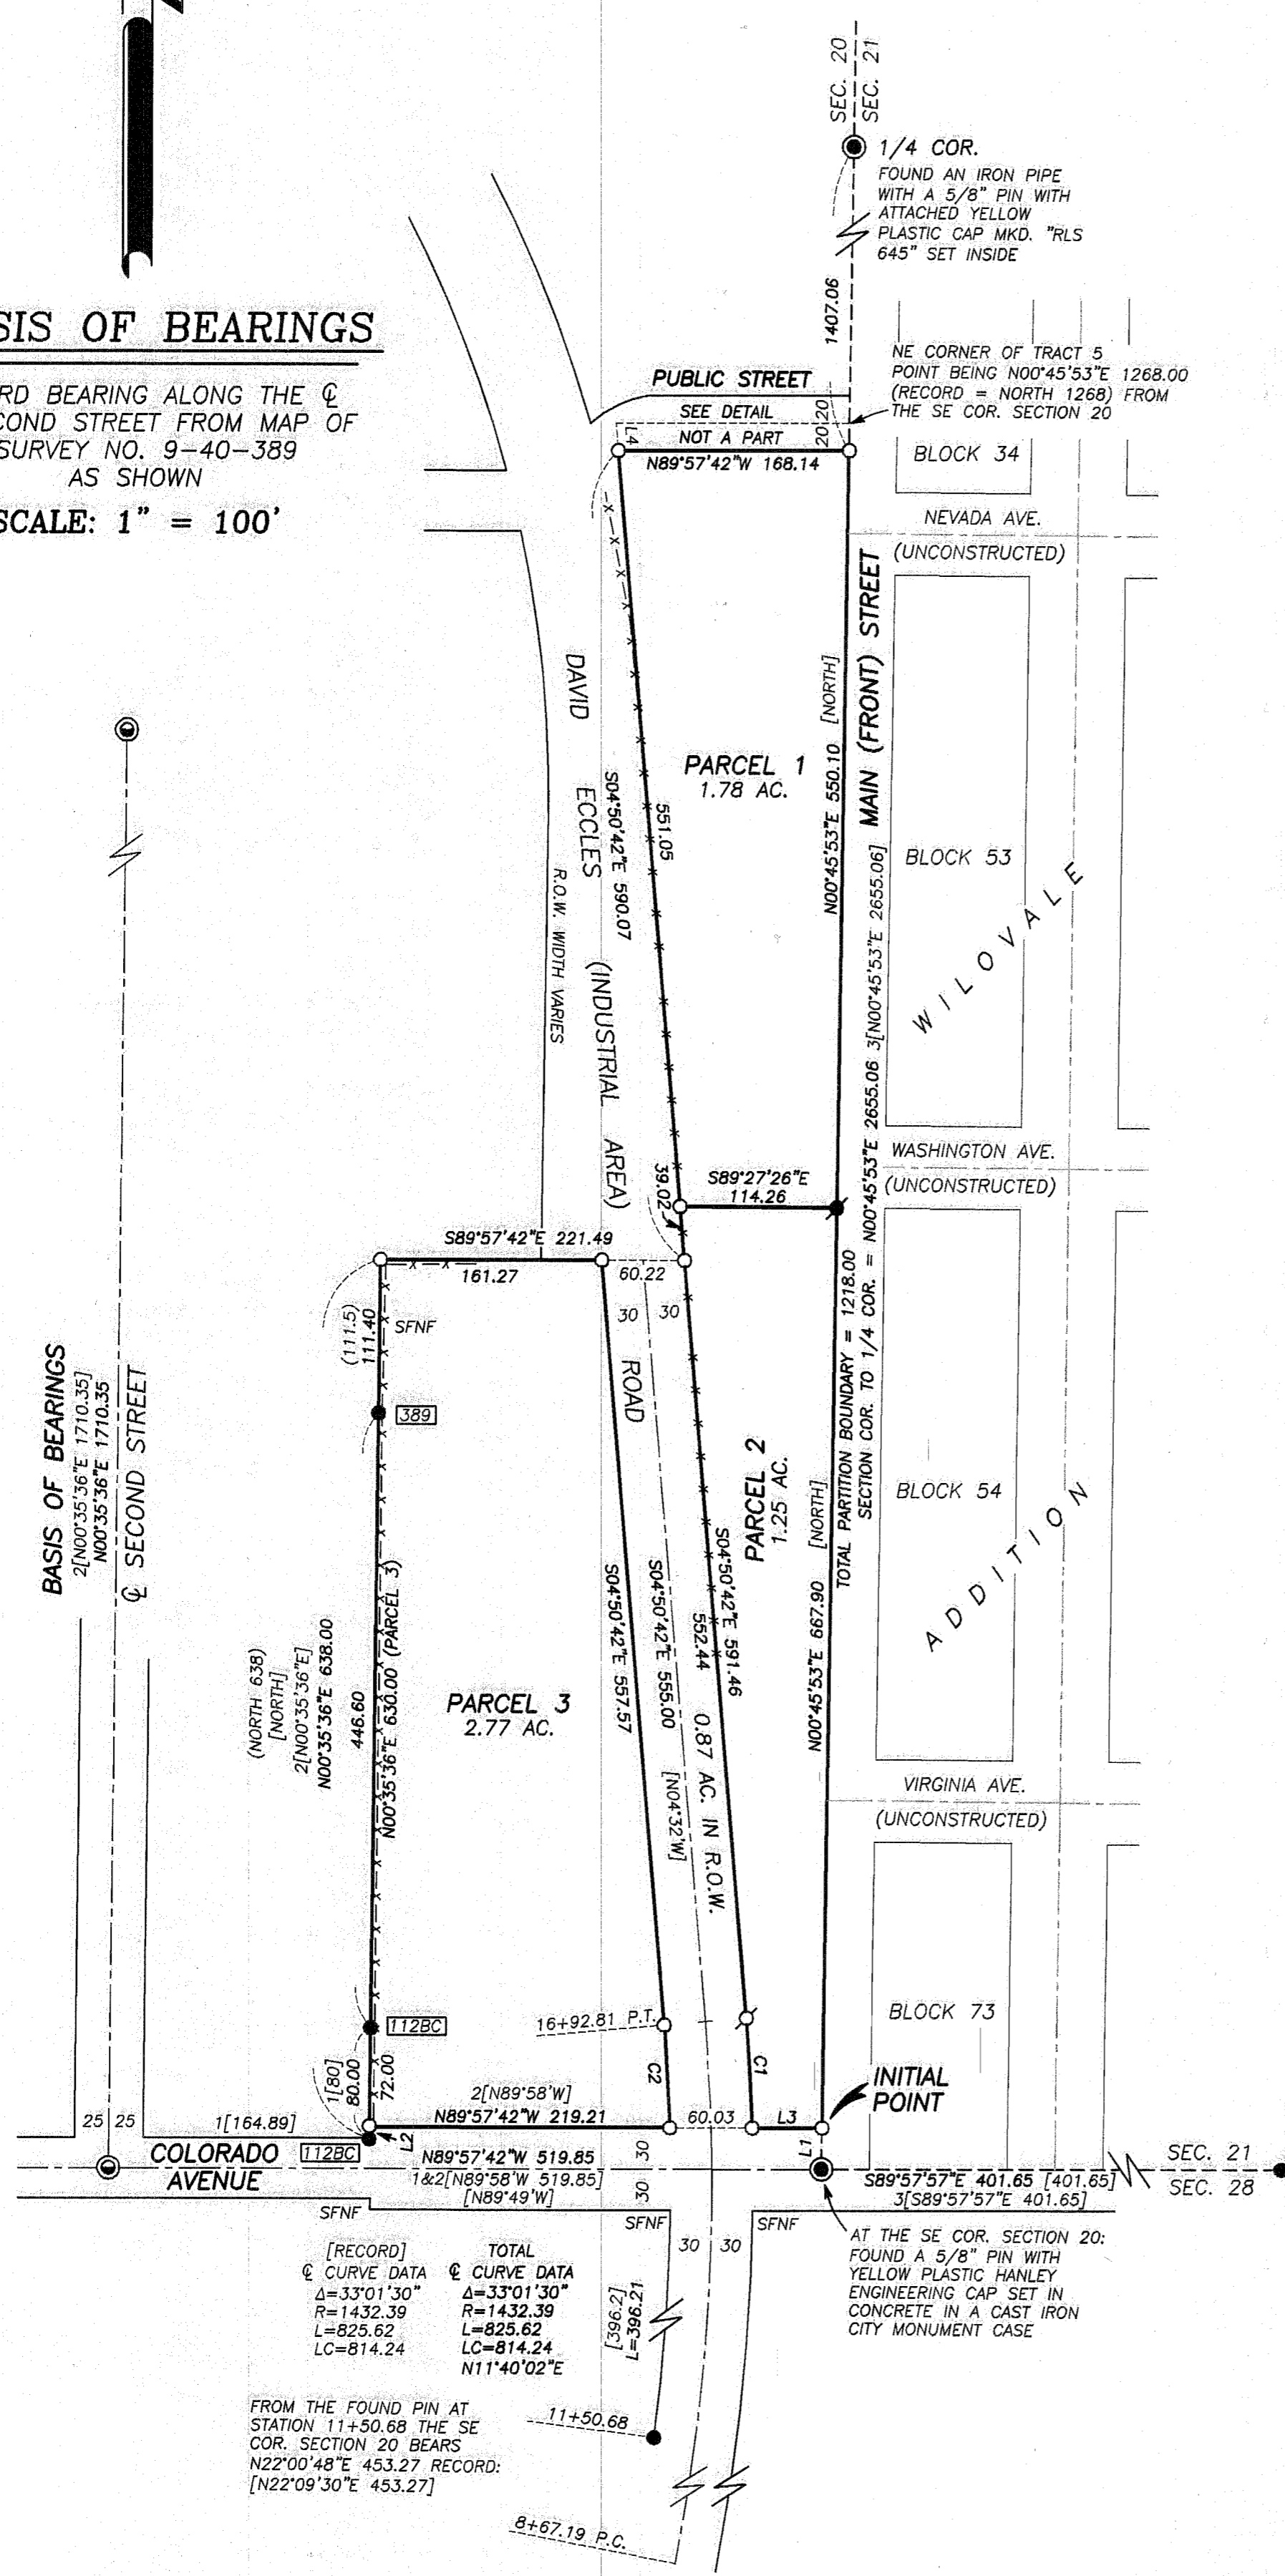 SEC. 20
SEC. 21
1/4 COR.
FOUND AN IRON PIPE
WITH A 5/8" PIN WITH
ATTACHED YELLOW
PLASTIC CAP MKD. "RLS
645" SET INSIDE
1407.06
SIS OF BEARINGS
RD BEARING ALONG THE ℄
COND STREET FROM MAP OF
SURVEY NO. 9-40-389
AS SHOWN
SCALE: 1" = 100'
NE CORNER OF TRACT 5
POINT BEING N00°45'53"E 1268.00
(RECORD = NORTH 1268) FROM
THE SE COR. SECTION 20
PUBLIC STREET
SEE DETAIL
NOT A PART
L4
20 20
N89°57'42"W 168.14
BLOCK 34
NEVADA AVE.
(UNCONSTRUCTED)
MAIN (FRONT) STREET
DAVID ECCLES (INDUSTRIAL AREA)
R.O.W. WIDTH VARIES
S04°50'42"E 590.07
551.05
PARCEL 1
1.78 AC.
N00°45'53"E 550.10 [NORTH]
BLOCK 53
WILOVALE
WASHINGTON AVE.
(UNCONSTRUCTED)
39.02
S89°27'26"E
114.26
TOTAL PARTITION BOUNDARY = 1218.00
SECTION COR. TO 1/4 COR. = N00°45'53"E 2655.06 3[N00°45'53"E 2655.06]
S89°57'42"E 221.49
161.27
60.22
30 30
(111.5)
111.40
SFNF
389
ROAD
BASIS OF BEARINGS
2[N00°35'36"E 1710.35]
N00°35'36"E 1710.35
℄ SECOND STREET
PARCEL 2
1.25 AC.
BLOCK 54
ADDITION
(NORTH 638)
[NORTH]
2[N00°35'36"E]
N00°35'36"E 638.00
446.60
N00°35'36"E 630.00 (PARCEL 3)
PARCEL 3
2.77 AC.
S04°50'42"E 557.57
S04°50'42"E 555.00
[N04°32'W]
S04°50'42"E 591.46
552.44
0.87 AC. IN R.O.W.
N00°45'53"E 667.90 [NORTH]
VIRGINIA AVE.
(UNCONSTRUCTED)
BLOCK 73
112BC
16+92.81 P.T.
1[80]
80.00
72.00
C2
C1
INITIAL
POINT
2[N89°58'W]
N89°57'42"W 219.21
60.03
L3
L1
L2
25 25
1[164.89]
COLORADO
AVENUE
112BC
N89°57'42"W 519.85
1&2[N89°58'W 519.85]
[N89°49'W]
30
30
S89°57'57"E 401.65 [401.65]
3[S89°57'57"E 401.65]
SEC. 21
SEC. 28
SFNF
SFNF
SFNF
30 30
AT THE SE COR. SECTION 20:
FOUND A 5/8" PIN WITH
YELLOW PLASTIC HANLEY
ENGINEERING CAP SET IN
CONCRETE IN A CAST IRON
CITY MONUMENT CASE
[RECORD]
℄ CURVE DATA
Δ=33°01'30"
R=1432.39
L=825.62
LC=814.24
TOTAL
℄ CURVE DATA
Δ=33°01'30"
R=1432.39
L=825.62
LC=814.24
N11°40'02"E
[396.2]
L=396.21
FROM THE FOUND PIN AT
STATION 11+50.68 THE SE
COR. SECTION 20 BEARS
N22°00'48"E 453.27 RECORD:
[N22°09'30"E 453.27]
11+50.68
8+67.19 P.C.